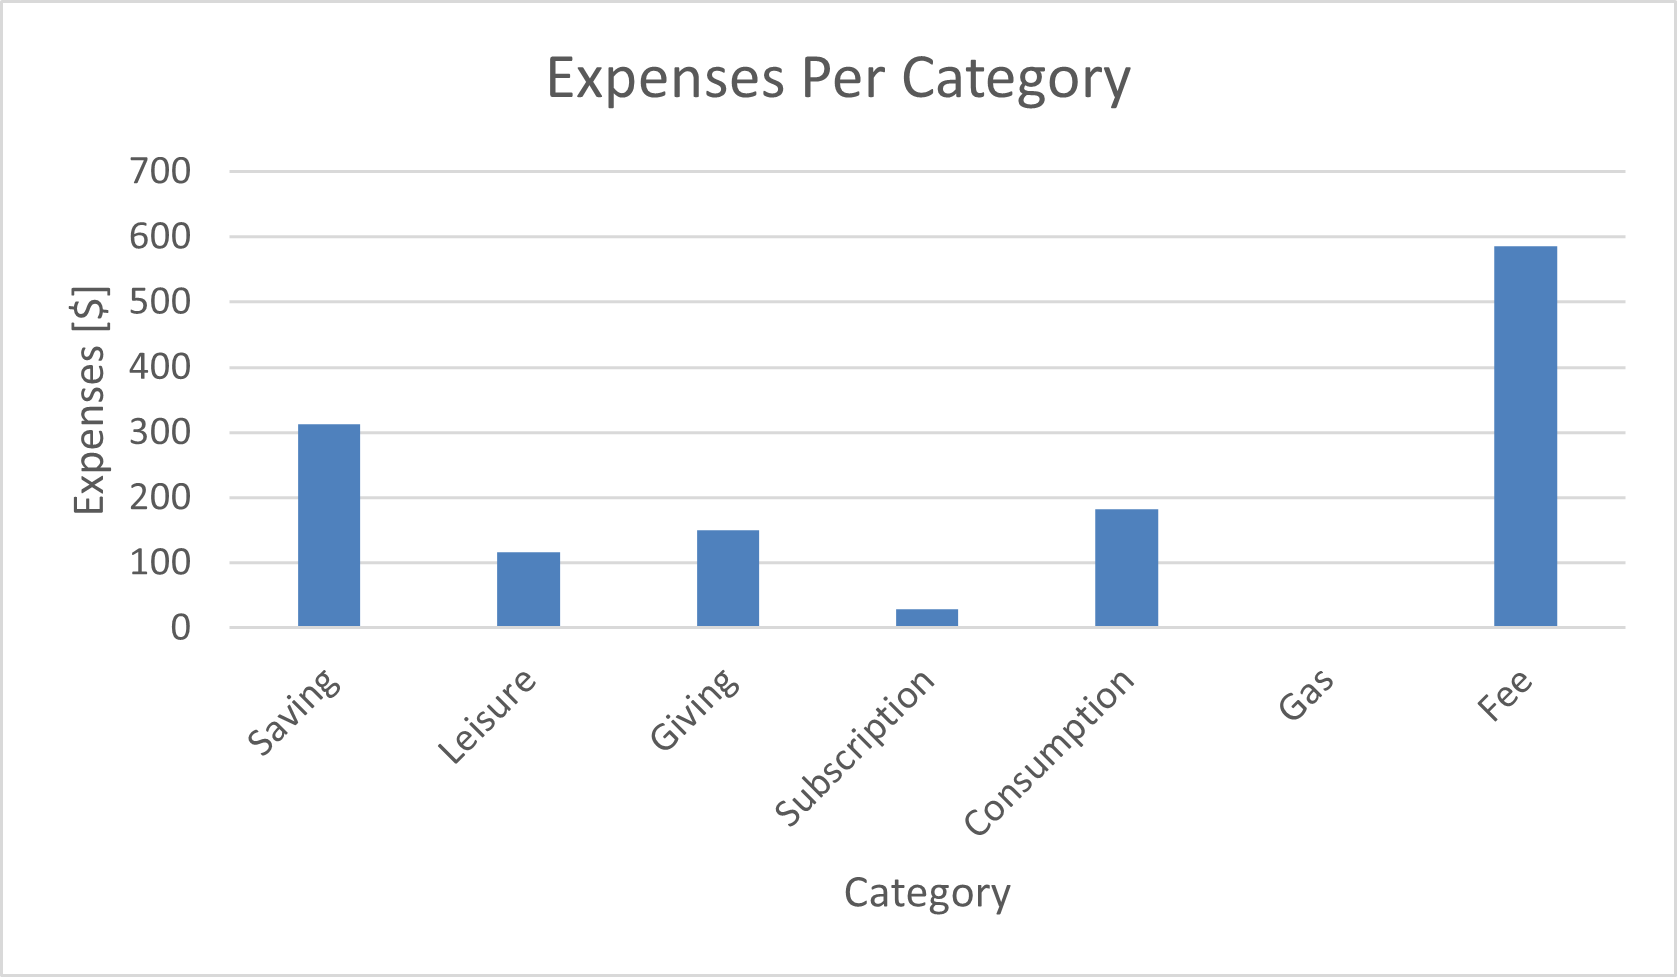 Expenses Per Category
Expenses [$]
700
600
500
400
300
200
100
0
Saving
Leisure
Giving
Subscription
Consumption
Gas
Fee
Category